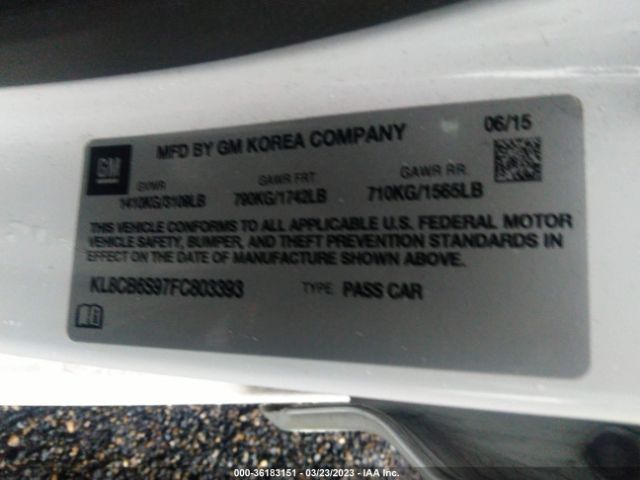 06/15
MFD BY GM KOREA COMPANY
GM
GVWR GAWR FRT. GAWR RR.
1410KG/3109LB 790KG/1742LB 710KG/1565LB
THIS VEHICLE CONFORMS TO ALL APPLICABLE U.S. FEDERAL MOTOR
VEHICLE SAFETY, BUMPER, AND THEFT PREVENTION STANDARDS IN
EFFECT ON THE DATE OF MANUFACTURE SHOWN ABOVE.
KL8CB6S97FC803393 TYPE: PASS CAR
000-36183151 - 03/23/2023 - IAA Inc.